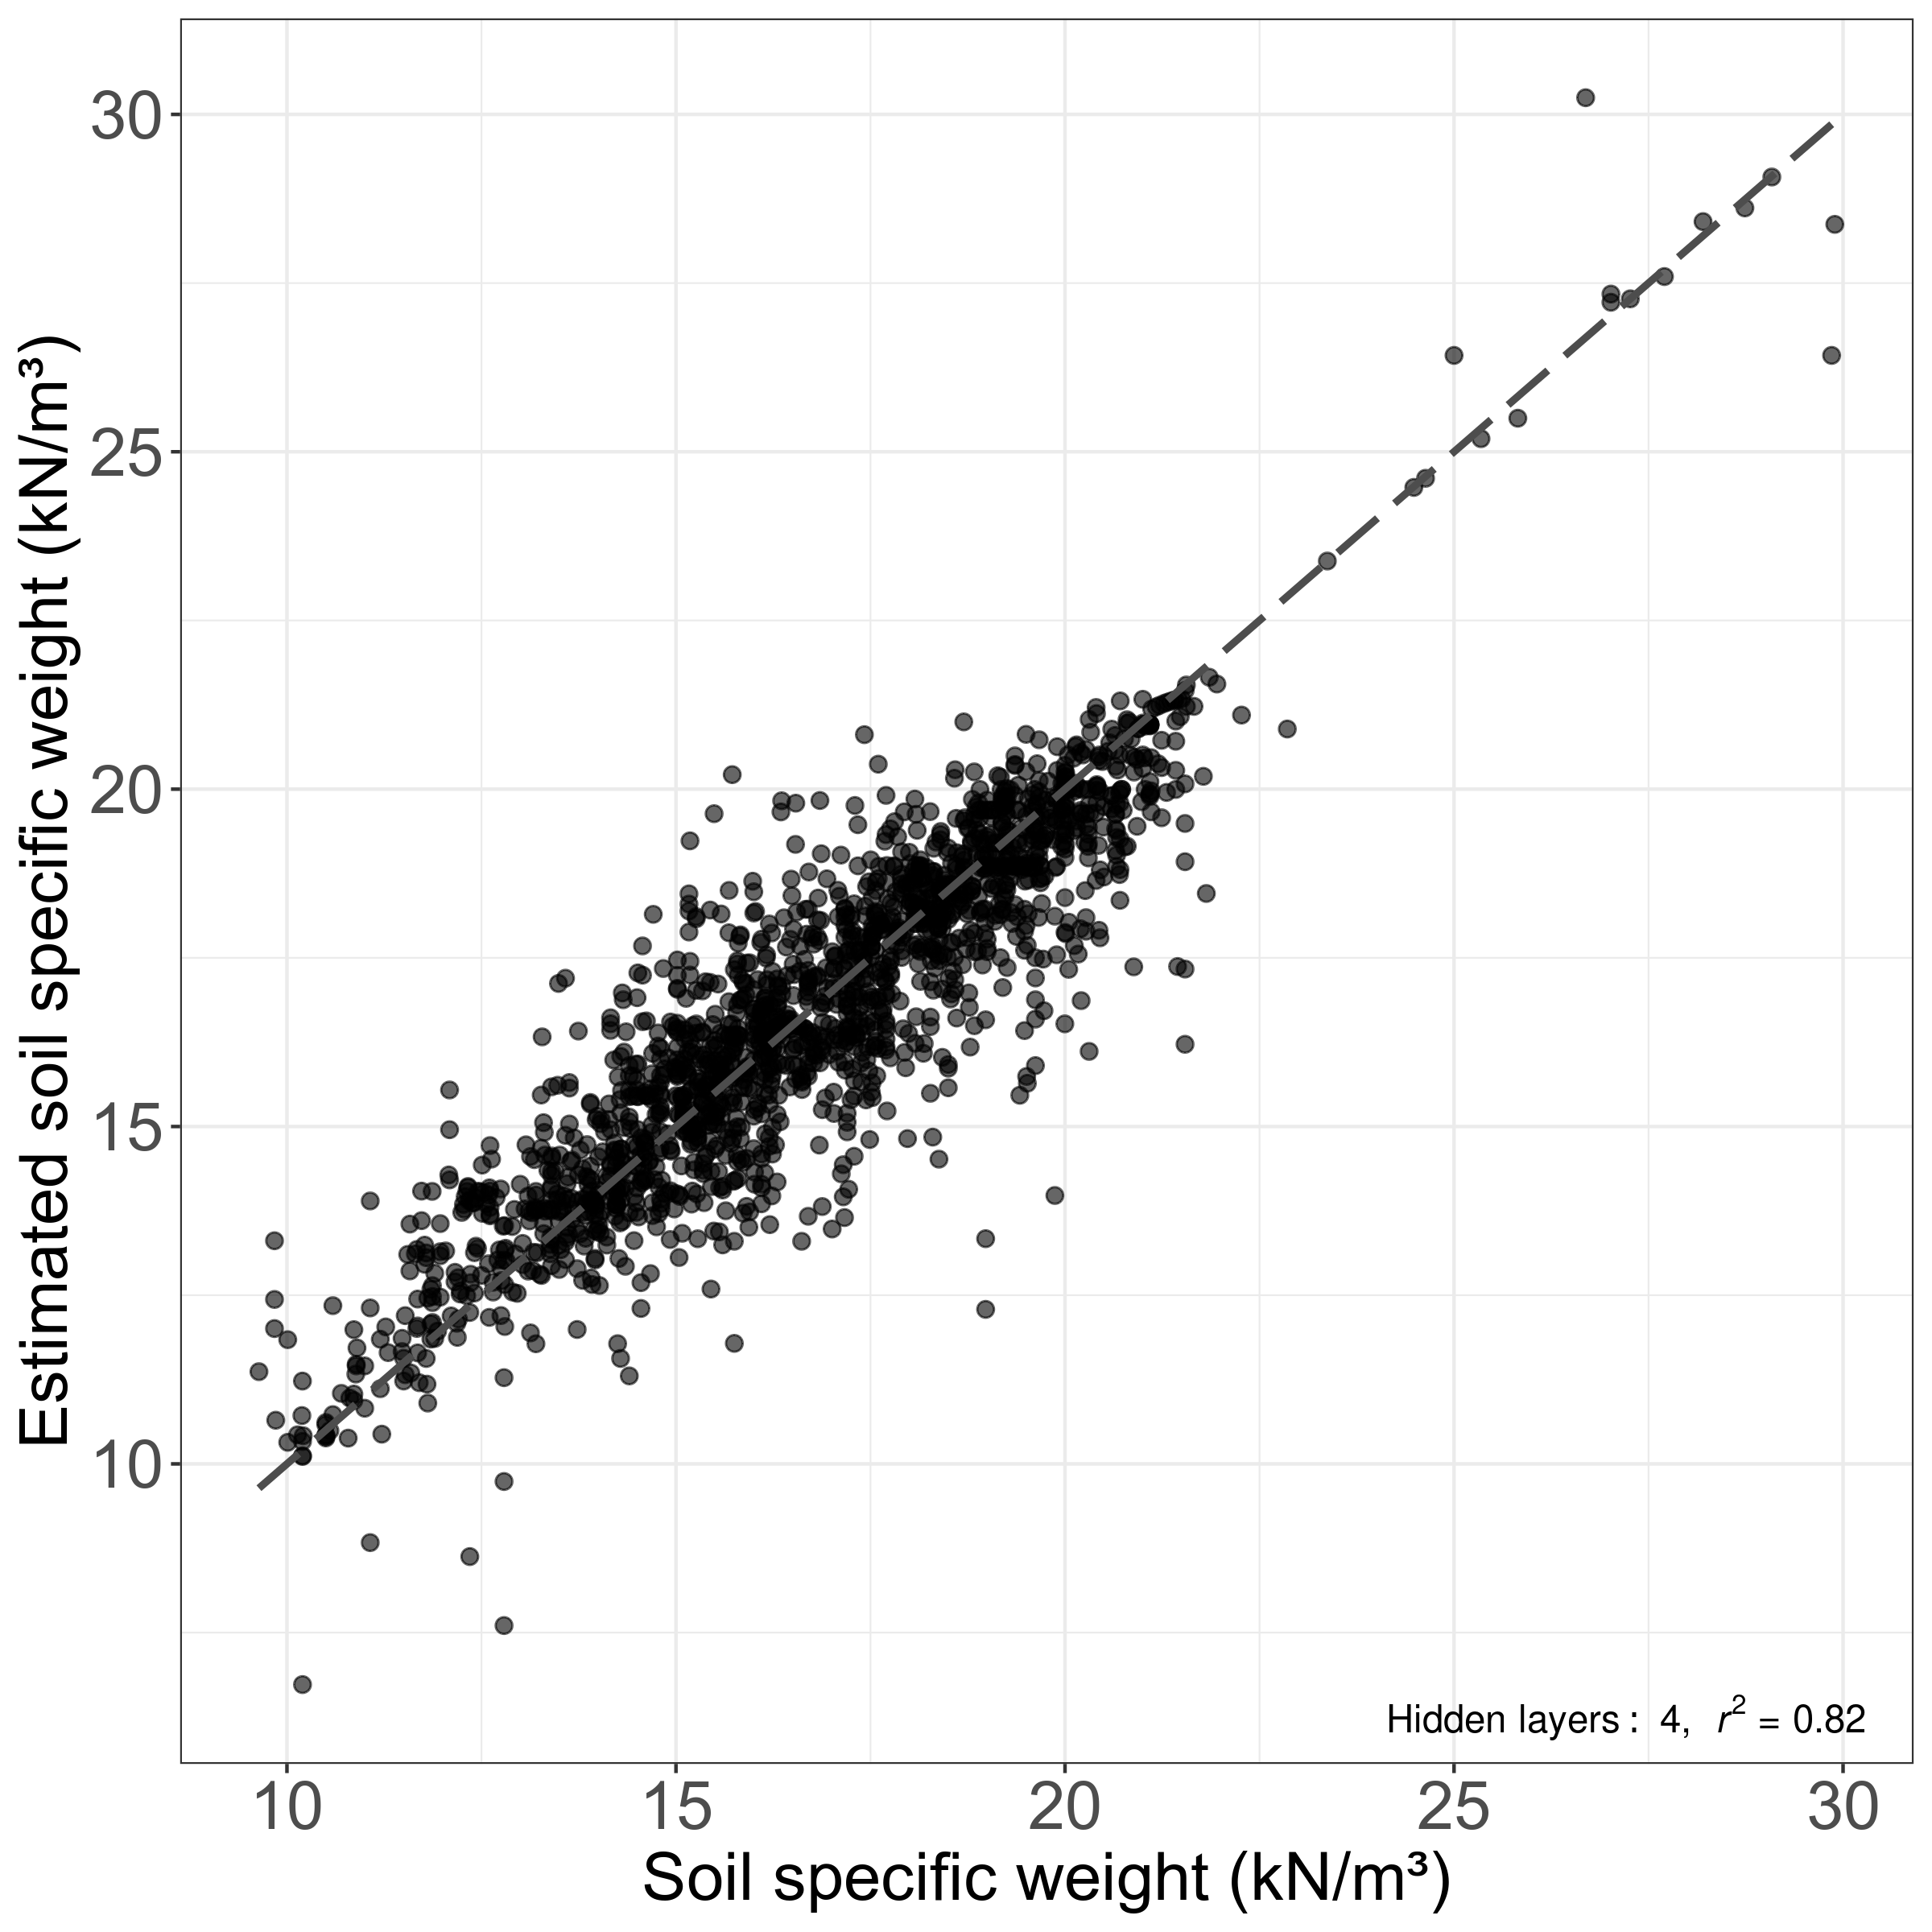 Estimated soil specific weight (kN/m³)
30
25
20
15
10
Hidden layers : 4, r² = 0.82
10 15 20 25 30
Soil specific weight (kN/m³)